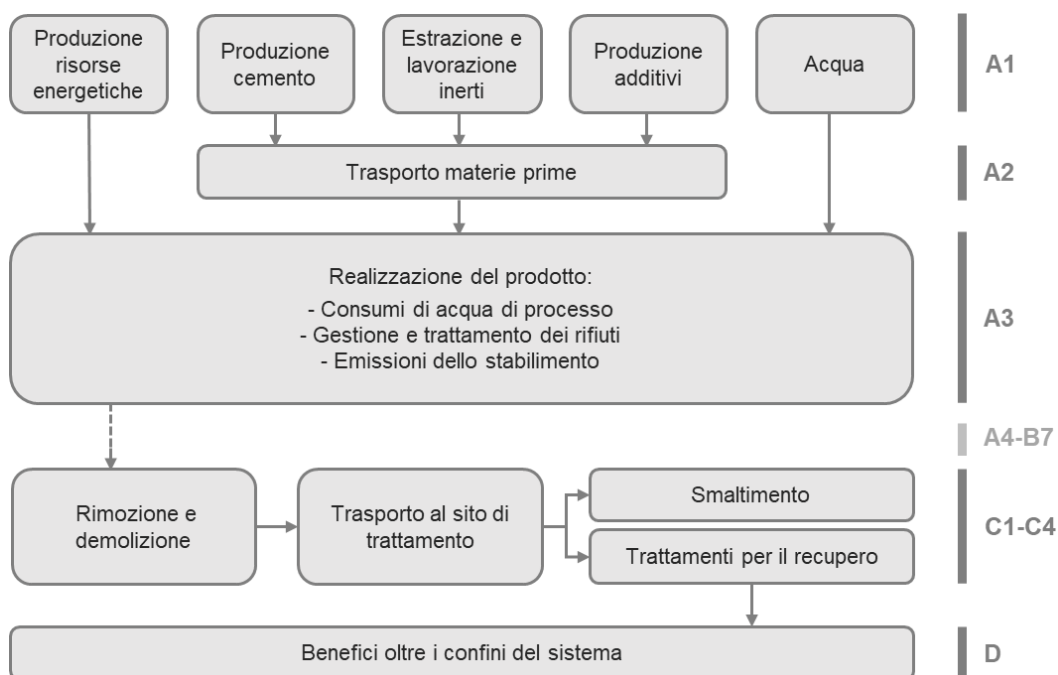 Produzione
risorse
energetiche
Produzione
cemento
Estrazione e
lavorazione
inerti
Produzione
additivi
Acqua
A1
Trasporto materie prime
A2
Realizzazione del prodotto:
- Consumi di acqua di processo
- Gestione e trattamento dei rifiuti
- Emissioni dello stabilimento
A3
A4-B7
Rimozione e
demolizione
Trasporto al sito di
trattamento
Smaltimento
Trattamenti per il recupero
C1-C4
Benefici oltre i confini del sistema
D